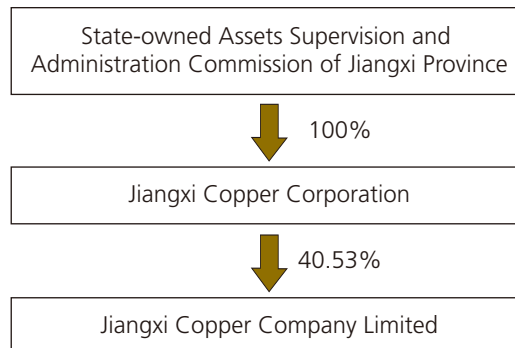 State-owned Assets Supervision and
Administration Commission of Jiangxi Province
100%
Jiangxi Copper Corporation
40.53%
Jiangxi Copper Company Limited